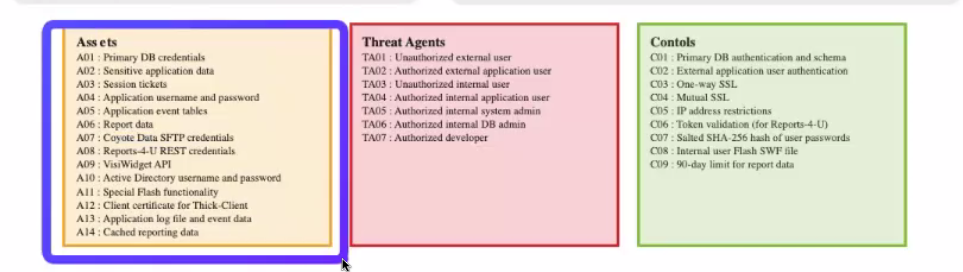 Assets
A01 : Primary DB credentials
A02 : Sensitive application data
A03 : Session tickets
A04 : Application username and password
A05 : Application event tables
A06 : Report data
A07 : Coyote Data SFTP credentials
A08 : Reports-4-U REST credentials
A09 : VisiWidget API
A10 : Active Directory username and password
A11 : Special Flash functionality
A12 : Client certificate for Thick-Client
A13 : Application log file and event data
A14 : Cached reporting data
Threat Agents
TA01 : Unauthorized external user
TA02 : Authorized external application user
TA03 : Unauthorized internal user
TA04 : Authorized internal application user
TA05 : Authorized internal system admin
TA06 : Authorized internal DB admin
TA07 : Authorized developer
Contols
C01 : Primary DB authentication and schema
C02 : External application user authentication
C03 : One-way SSL
C04 : Mutual SSL
C05 : IP address restrictions
C06 : Token validation (for Reports-4-U)
C07 : Salted SHA-256 hash of user passwords
C08 : Internal user Flash SWF file
C09 : 90-day limit for report data